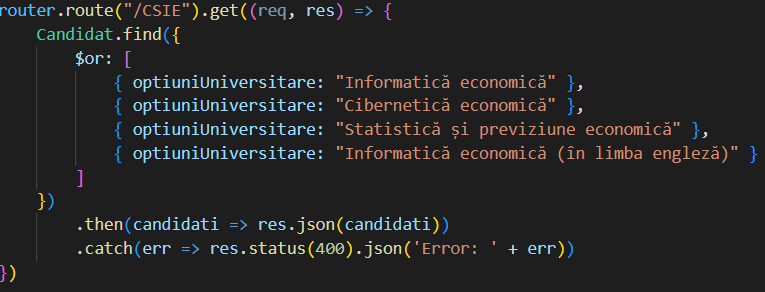 router.route("/CSIE").get((req, res) => {
Candidat.find({
$or: [
{ optiuniUniversitare: "Informatică economică" },
{ optiuniUniversitare: "Cibernetică economică" },
{ optiuniUniversitare: "Statistică și previziune economică" },
{ optiuniUniversitare: "Informatică economică (în limba engleză)" }
]
})
.then(candidati => res.json(candidati))
.catch(err => res.status(400).json('Error: ' + err))
})